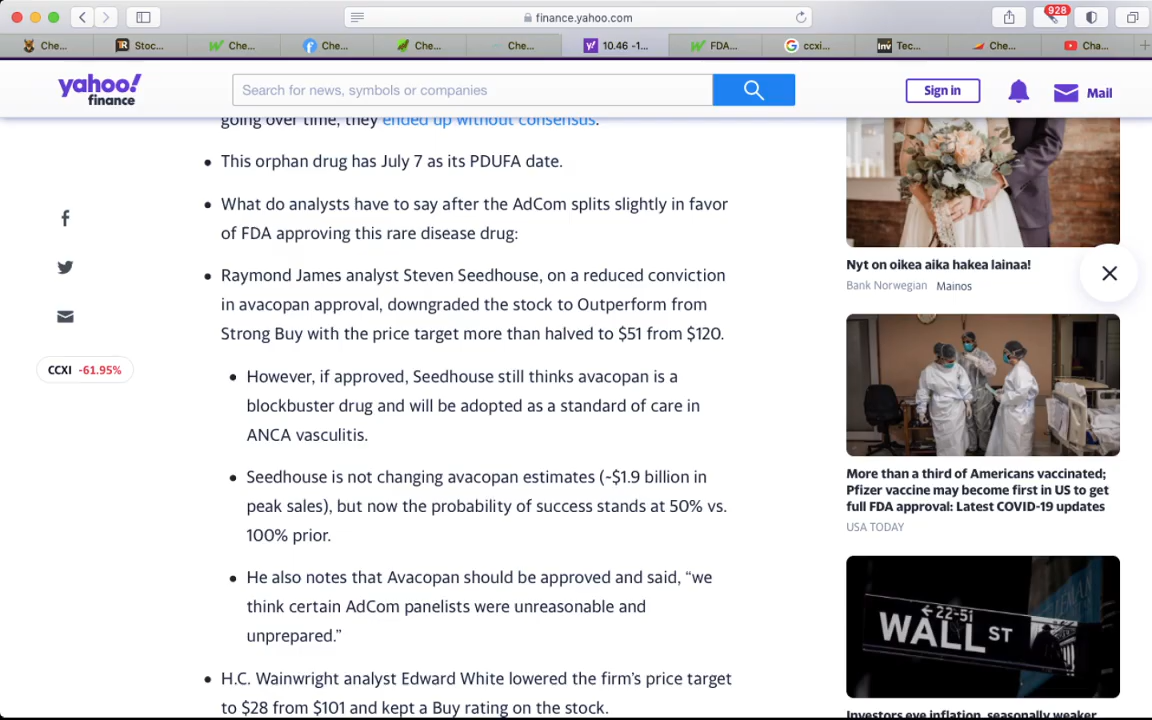 928
finance.yahoo.com
Che...
Stoc...
Che...
Che...
Che...
Che...
10.46 -1...
FDA...
ccxi...
Inv
Tec...
Che...
Cha...
yahoo!
finance
Search for news, symbols or companies
Sign in
Mail
going over time, they ended up without consensus.
• This orphan drug has July 7 as its PDUFA date.
• What do analysts have to say after the AdCom splits slightly in favor
of FDA approving this rare disease drug:
• Raymond James analyst Steven Seedhouse, on a reduced conviction
in avacopan approval, downgraded the stock to Outperform from
Strong Buy with the price target more than halved to $51 from $120.
• However, if approved, Seedhouse still thinks avacopan is a
blockbuster drug and will be adopted as a standard of care in
ANCA vasculitis.
• Seedhouse is not changing avacopan estimates (~$1.9 billion in
peak sales), but now the probability of success stands at 50% vs.
100% prior.
• He also notes that Avacopan should be approved and said, “we
think certain AdCom panelists were unreasonable and
unprepared.”
• H.C. Wainwright analyst Edward White lowered the firm’s price target
to $28 from $101 and kept a Buy rating on the stock.
CCXI -61.95%
Nyt on oikea aika hakea lainaa!
Bank Norwegian Mainos
More than a third of Americans vaccinated;
Pfizer vaccine may become first in US to get
full FDA approval: Latest COVID-19 updates
USA TODAY
22-51
WALL ST
Investors eye inflation, seasonally weaker